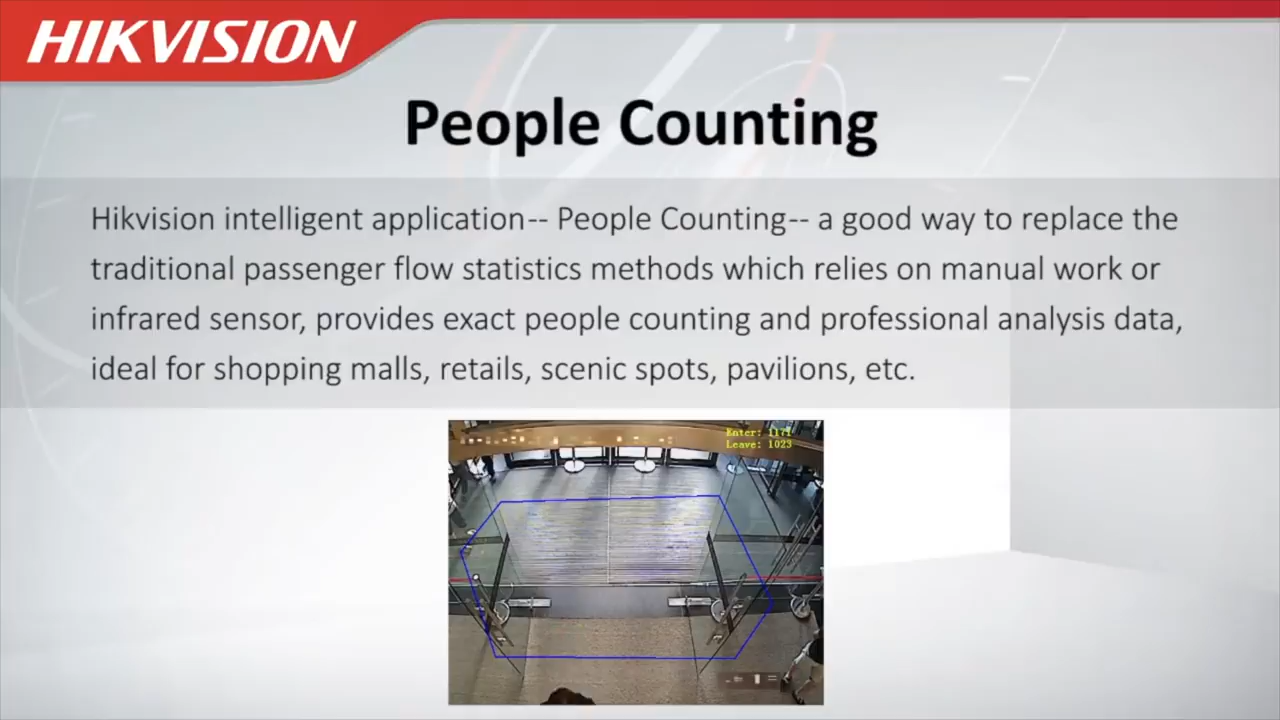 HIKVISION
People Counting
Hikvision intelligent application-- People Counting-- a good way to replace the
traditional passenger flow statistics methods which relies on manual work or
infrared sensor, provides exact people counting and professional analysis data,
ideal for shopping malls, retails, scenic spots, pavilions, etc.
Enter: 1171
Leave: 1023